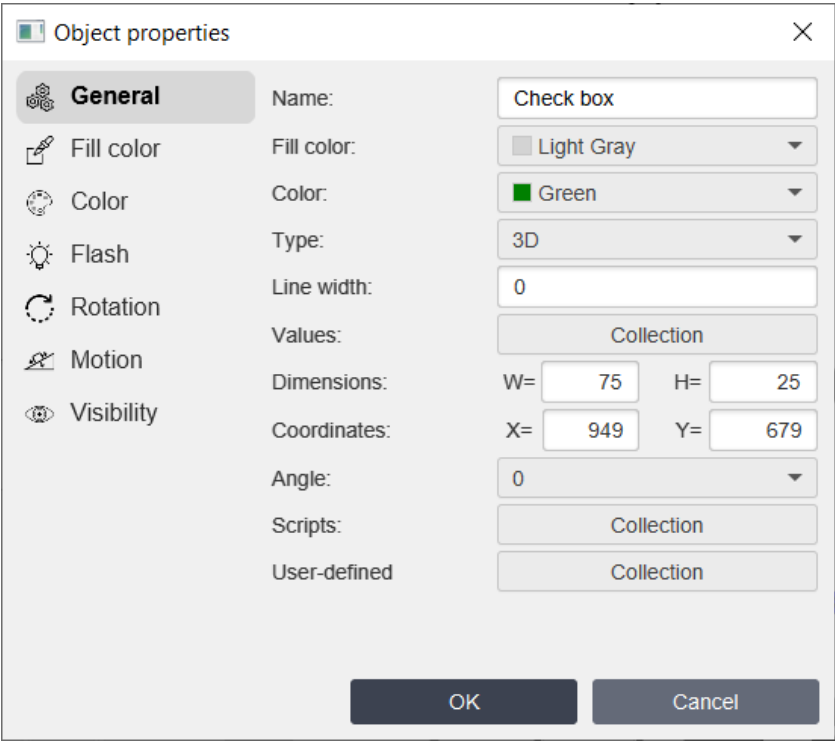 Object properties
General
Fill color
Color
Flash
Rotation
Motion
Visibility
Name: Check box
Fill color: Light Gray
Color: Green
Type: 3D
Line width: 0
Values: Collection
Dimensions: W= 75 H= 25
Coordinates: X= 949 Y= 679
Angle: 0
Scripts: Collection
User-defined Collection
OK Cancel